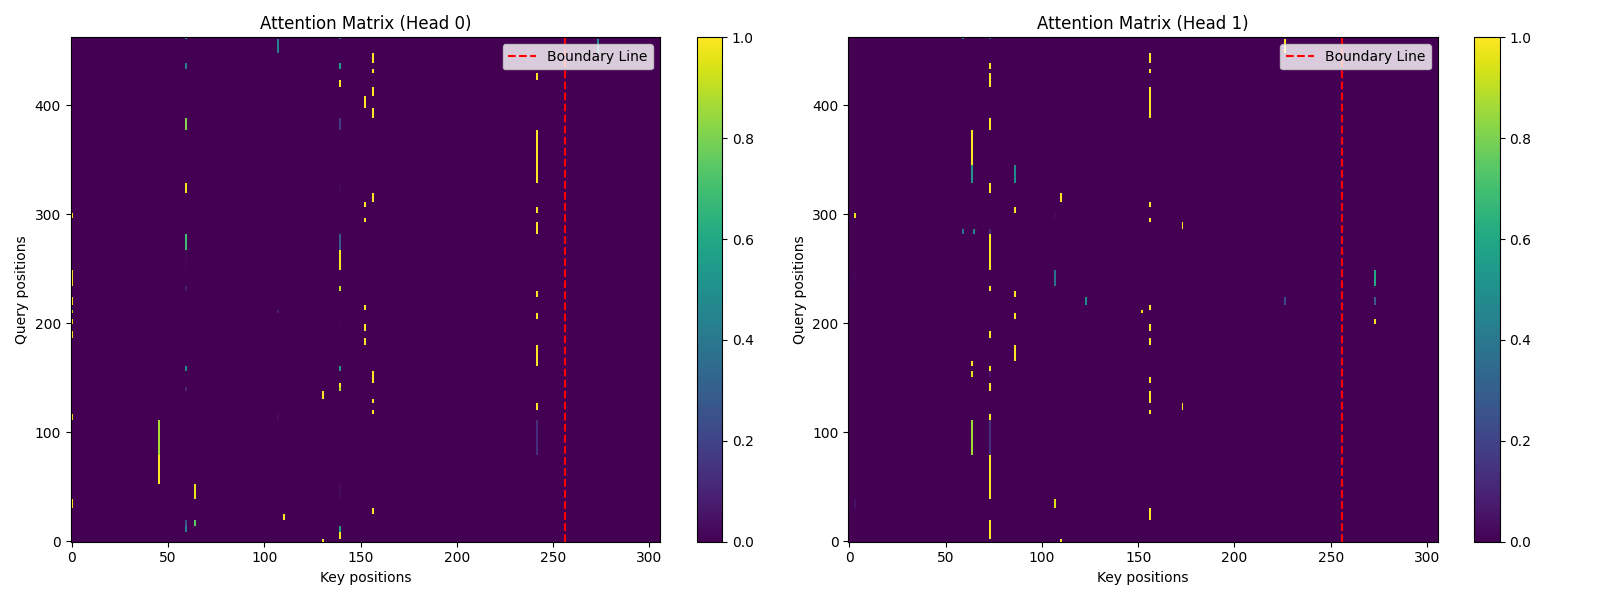 Attention Matrix (Head 0)
Boundary Line
Query positions
400
300
200
100
0
0 50 100 150 200 250 300
Key positions
1.0
0.8
0.6
0.4
0.2
0.0
Attention Matrix (Head 1)
Boundary Line
Query positions
400
300
200
100
0
0 50 100 150 200 250 300
Key positions
1.0
0.8
0.6
0.4
0.2
0.0